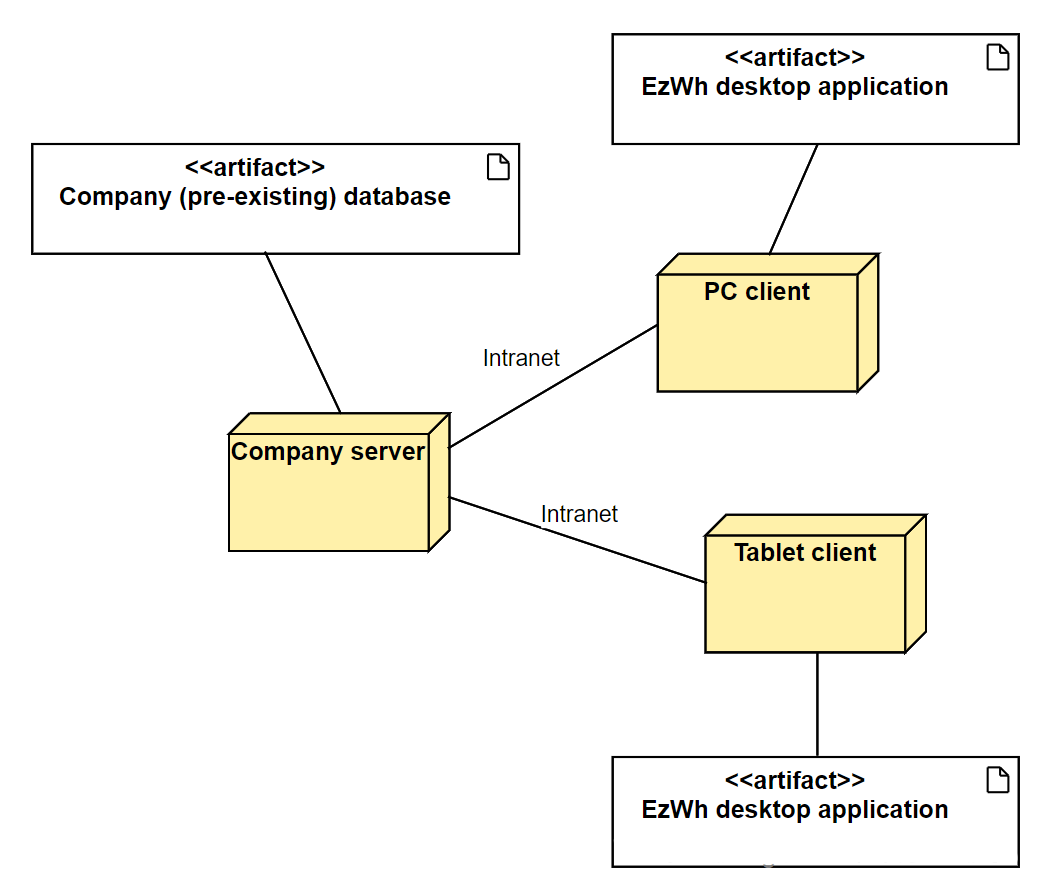 <<artifact>>
EzWh desktop application
<<artifact>>
Company (pre-existing) database
PC client
Intranet
Company server
Intranet
Tablet client
<<artifact>>
EzWh desktop application